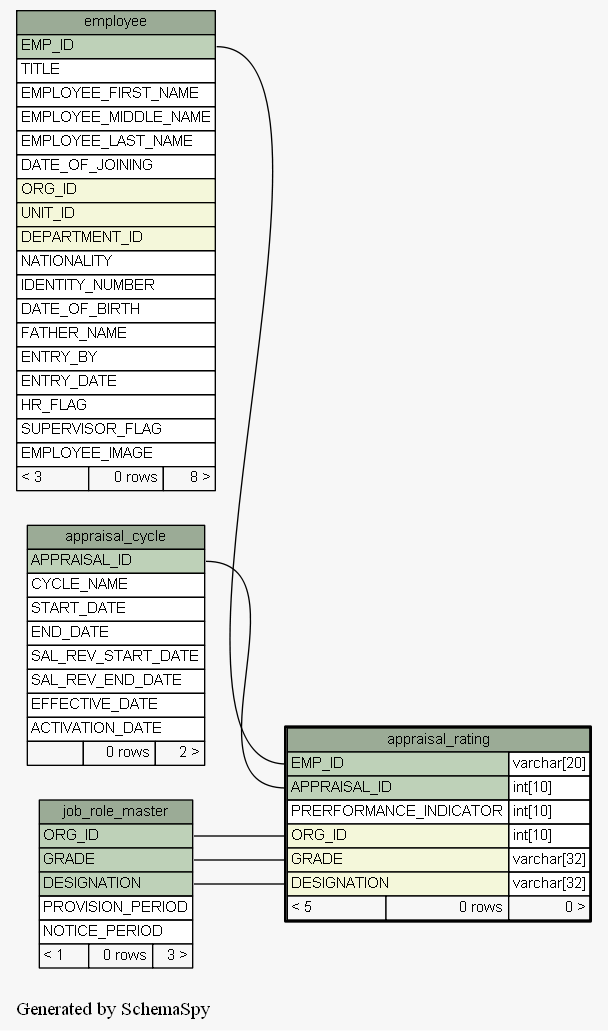 employee
EMP_ID
TITLE
EMPLOYEE_FIRST_NAME
EMPLOYEE_MIDDLE_NAME
EMPLOYEE_LAST_NAME
DATE_OF_JOINING
ORG_ID
UNIT_ID
DEPARTMENT_ID
NATIONALITY
IDENTITY_NUMBER
DATE_OF_BIRTH
FATHER_NAME
ENTRY_BY
ENTRY_DATE
HR_FLAG
SUPERVISOR_FLAG
EMPLOYEE_IMAGE
< 3 0 rows 8 >
appraisal_cycle
APPRAISAL_ID
CYCLE_NAME
START_DATE
END_DATE
SAL_REV_START_DATE
SAL_REV_END_DATE
EFFECTIVE_DATE
ACTIVATION_DATE
0 rows 2 >
appraisal_rating
EMP_ID varchar[20]
APPRAISAL_ID int[10]
PRERFORMANCE_INDICATOR int[10]
ORG_ID int[10]
GRADE varchar[32]
DESIGNATION varchar[32]
< 5 0 rows 0 >
job_role_master
ORG_ID
GRADE
DESIGNATION
PROVISION_PERIOD
NOTICE_PERIOD
< 1 0 rows 3 >
Generated by SchemaSpy